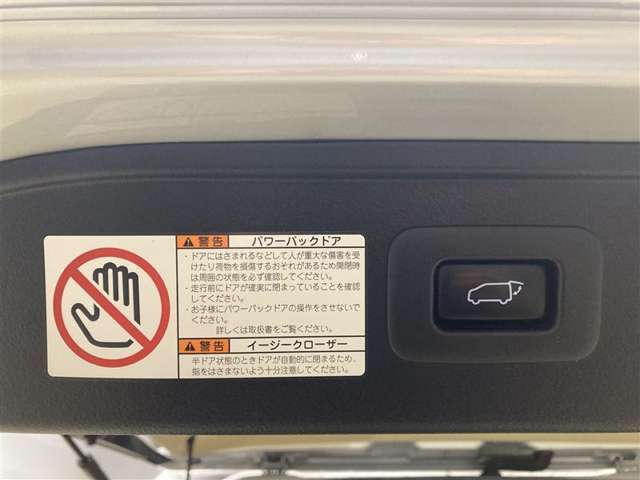 警告 パワーバックドア
・ドアにはさまれるなどして人が重大な傷害を受
けたり荷物を損傷するおそれがあるため開閉時
は周囲の状態を必ず確認してください。
・走行前にドアが確実に閉まっていることを確認
してください。
・お子様にパワーバックドアの操作をさせないで
ください。
詳しくは取扱書をご覧ください。
警告 イージークローザー
半ドア状態のときドアが自動的に閉まるため、
指をはさまないよう十分注意してください。